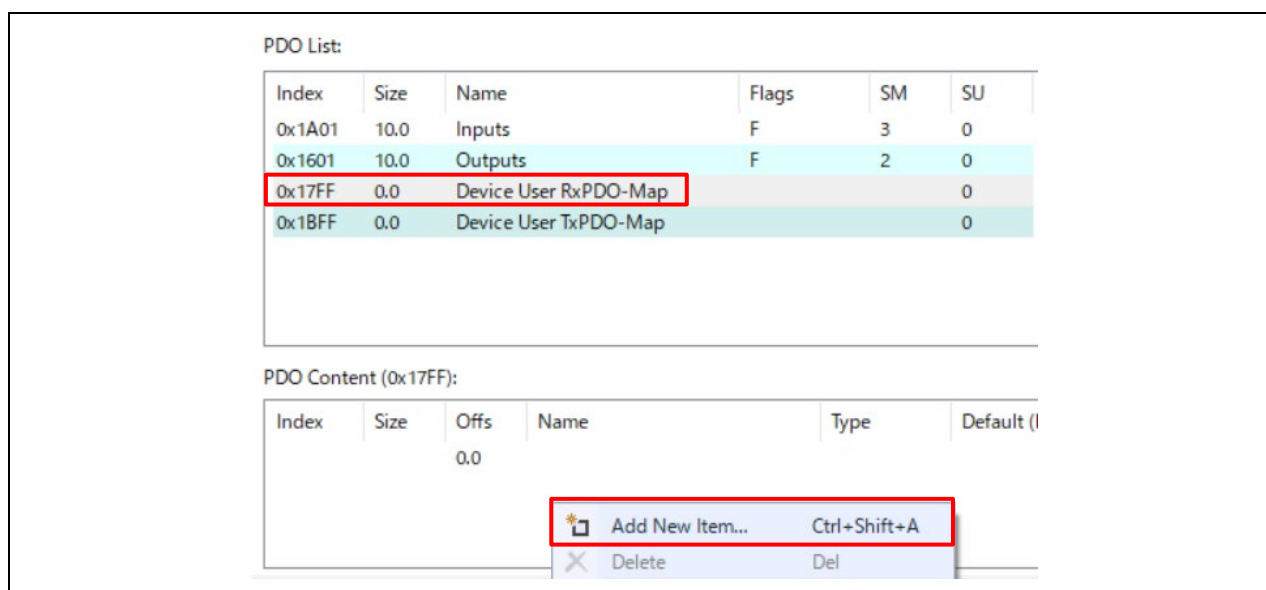 PDO List:
Index Size Name Flags SM SU
0x1A01 10.0 Inputs F 3 0
0x1601 10.0 Outputs F 2 0
0x17FF 0.0 Device User RxPDO-Map 0
0x1BFF 0.0 Device User TxPDO-Map 0
PDO Content (0x17FF):
Index Size Offs Name Type Default (
0.0
Add New Item... Ctrl+Shift+A
Delete Del